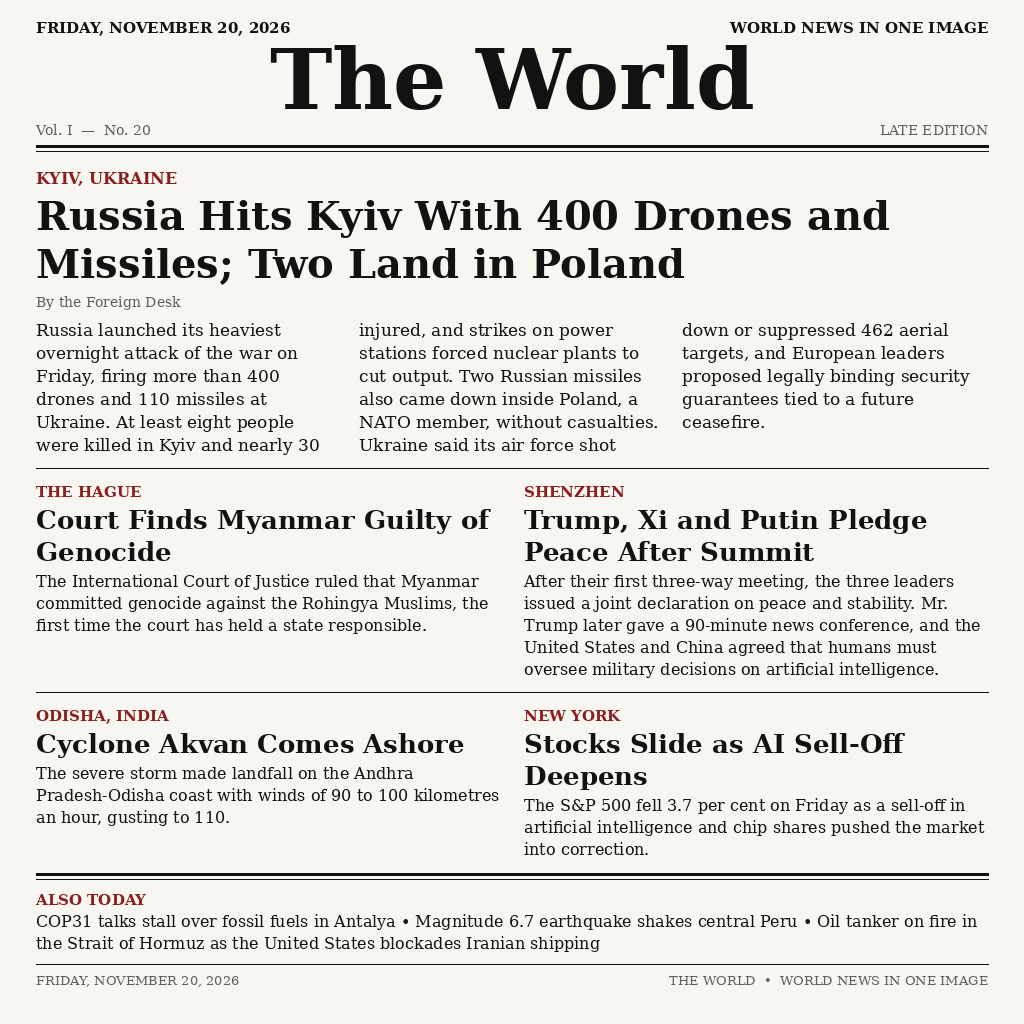 FRIDAY, NOVEMBER 20, 2026
WORLD NEWS IN ONE IMAGE
The World
Vol. I — No. 20
LATE EDITION
KYIV, UKRAINE
Russia Hits Kyiv With 400 Drones and
Missiles; Two Land in Poland
By the Foreign Desk
Russia launched its heaviest
overnight attack of the war on
Friday, firing more than 400
drones and 110 missiles at
Ukraine. At least eight people
were killed in Kyiv and nearly 30
injured, and strikes on power
stations forced nuclear plants to
cut output. Two Russian missiles
also came down inside Poland, a
NATO member, without casualties.
Ukraine said its air force shot
down or suppressed 462 aerial
targets, and European leaders
proposed legally binding security
guarantees tied to a future
ceasefire.
THE HAGUE
Court Finds Myanmar Guilty of
Genocide
The International Court of Justice ruled that Myanmar
committed genocide against the Rohingya Muslims, the
first time the court has held a state responsible.
SHENZHEN
Trump, Xi and Putin Pledge
Peace After Summit
After their first three-way meeting, the three leaders
issued a joint declaration on peace and stability. Mr.
Trump later gave a 90-minute news conference, and the
United States and China agreed that humans must
oversee military decisions on artificial intelligence.
ODISHA, INDIA
Cyclone Akvan Comes Ashore
The severe storm made landfall on the Andhra
Pradesh-Odisha coast with winds of 90 to 100 kilometres
an hour, gusting to 110.
NEW YORK
Stocks Slide as AI Sell-Off
Deepens
The S&P 500 fell 3.7 per cent on Friday as a sell-off in
artificial intelligence and chip shares pushed the market
into correction.
ALSO TODAY
COP31 talks stall over fossil fuels in Antalya • Magnitude 6.7 earthquake shakes central Peru • Oil tanker on fire in
the Strait of Hormuz as the United States blockades Iranian shipping
FRIDAY, NOVEMBER 20, 2026
THE WORLD • WORLD NEWS IN ONE IMAGE